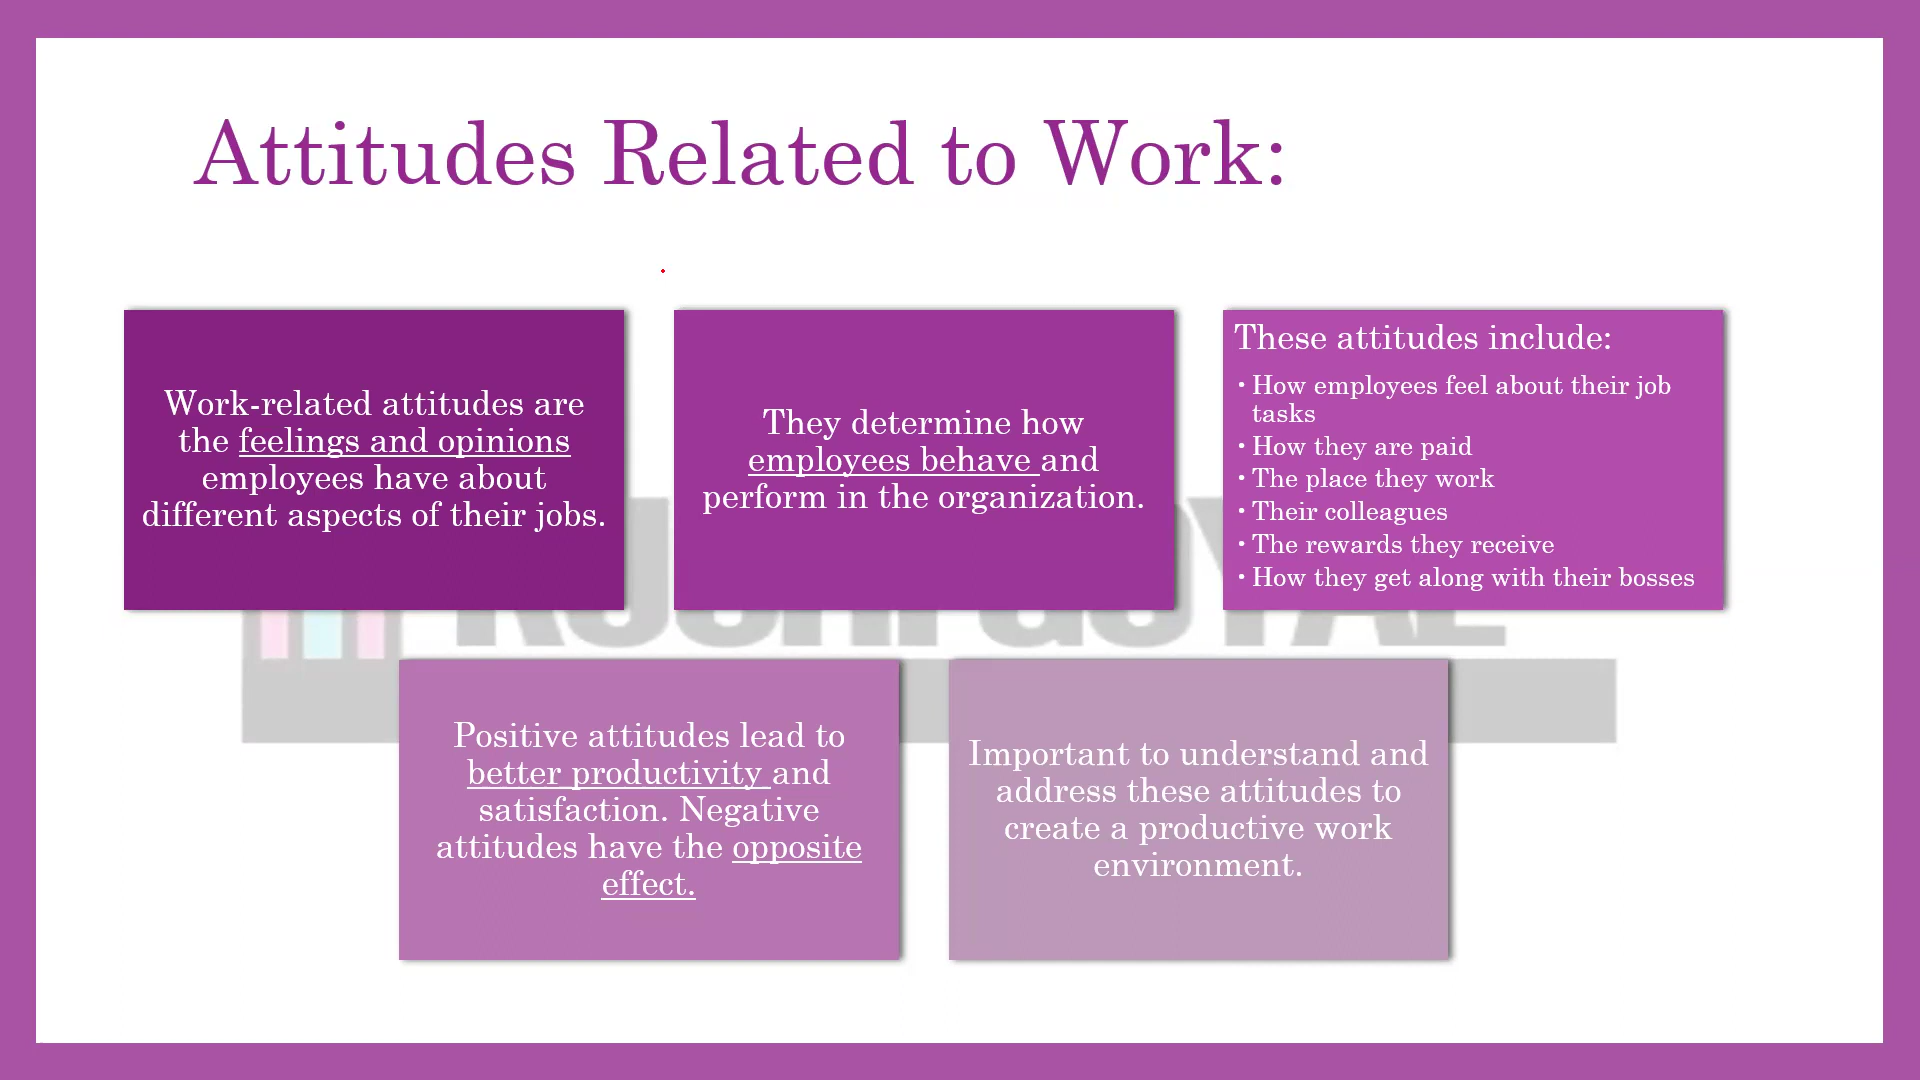 Attitudes Related to Work:
Work-related attitudes are
the feelings and opinions
employees have about
different aspects of their jobs.
They determine how
employees behave and
perform in the organization.
These attitudes include:
• How employees feel about their job
tasks
• How they are paid
• The place they work
• Their colleagues
• The rewards they receive
• How they get along with their bosses
Positive attitudes lead to
better productivity and
satisfaction. Negative
attitudes have the opposite
effect.
Important to understand and
address these attitudes to
create a productive work
environment.